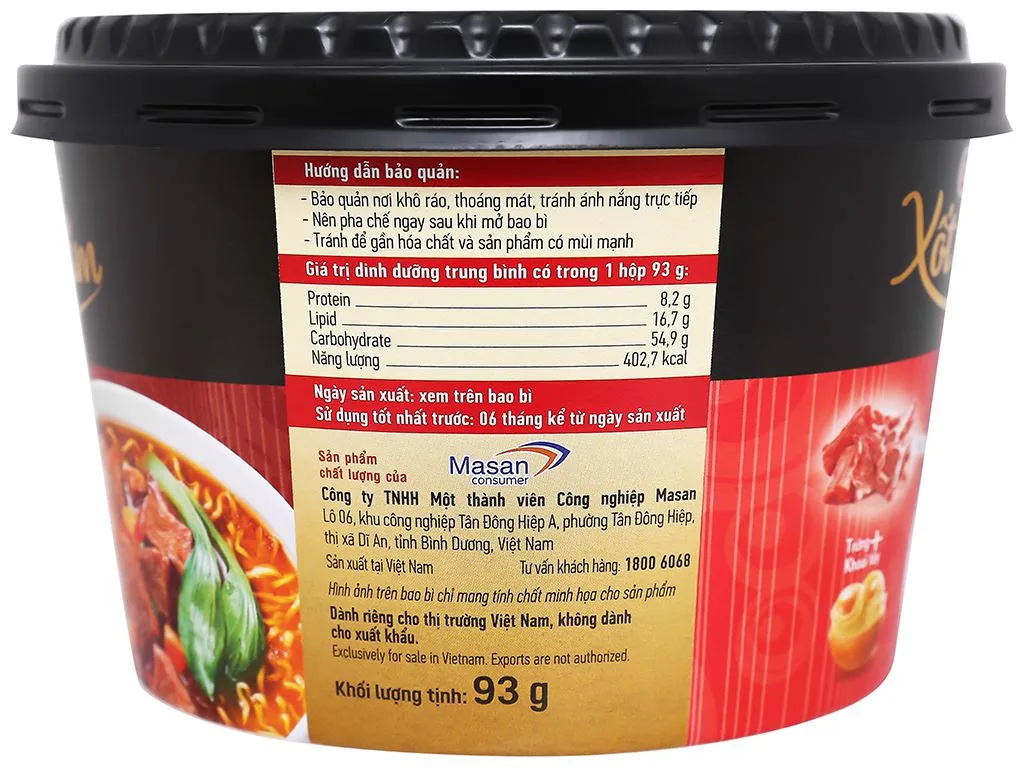 Hướng dẫn bảo quản:
- Bảo quản nơi khô ráo, thoáng mát, tránh ánh nắng trực tiếp
- Nên pha chế ngay sau khi mở bao bì
- Tránh để gần hóa chất và sản phẩm có mùi mạnh
Giá trị dinh dưỡng trung bình có trong 1 hộp 93 g:
Protein 8,2 g
Lipid 16,7 g
Carbohydrate 54,9 g
Năng lượng 402,7 kcal
Ngày sản xuất: xem trên bao bì
Sử dụng tốt nhất trước: 06 tháng kể từ ngày sản xuất
Sản phẩm
chất lượng của
Masan
consumer
Công ty TNHH Một thành viên Công nghiệp Masan
Lô 06, khu công nghiệp Tân Đông Hiệp A, phường Tân Đông Hiệp,
thị xã Dĩ An, tỉnh Bình Dương, Việt Nam
Sản xuất tại Việt Nam Tư vấn khách hàng: 1800 6068
Hình ảnh trên bao bì chỉ mang tính chất minh họa cho sản phẩm
Dành riêng cho thị trường Việt Nam, không dành
cho xuất khẩu.
Exclusively for sale in Vietnam. Exports are not authorized.
Khối lượng tịnh: 93 g
Xốt
Trứng+
Khoai tây